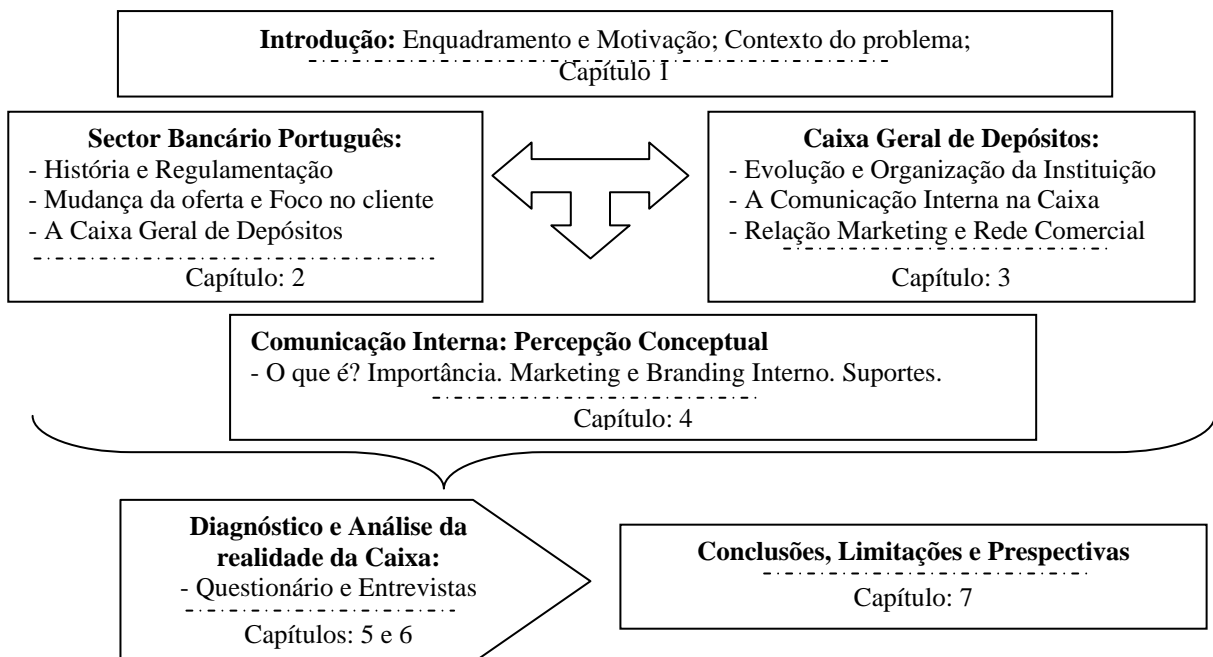 Introdução: Enquadramento e Motivação; Contexto do problema;
Capítulo 1
Sector Bancário Português:
- História e Regulamentação
- Mudança da oferta e Foco no cliente
- A Caixa Geral de Depósitos
Capítulo: 2
Caixa Geral de Depósitos:
- Evolução e Organização da Instituição
- A Comunicação Interna na Caixa
- Relação Marketing e Rede Comercial
Capítulo: 3
Comunicação Interna: Percepção Conceptual
- O que é? Importância. Marketing e Branding Interno. Suportes.
Capítulo: 4
Diagnóstico e Análise da
realidade da Caixa:
- Questionário e Entrevistas
Capítulos: 5 e 6
Conclusões, Limitações e Prespectivas
Capítulo: 7